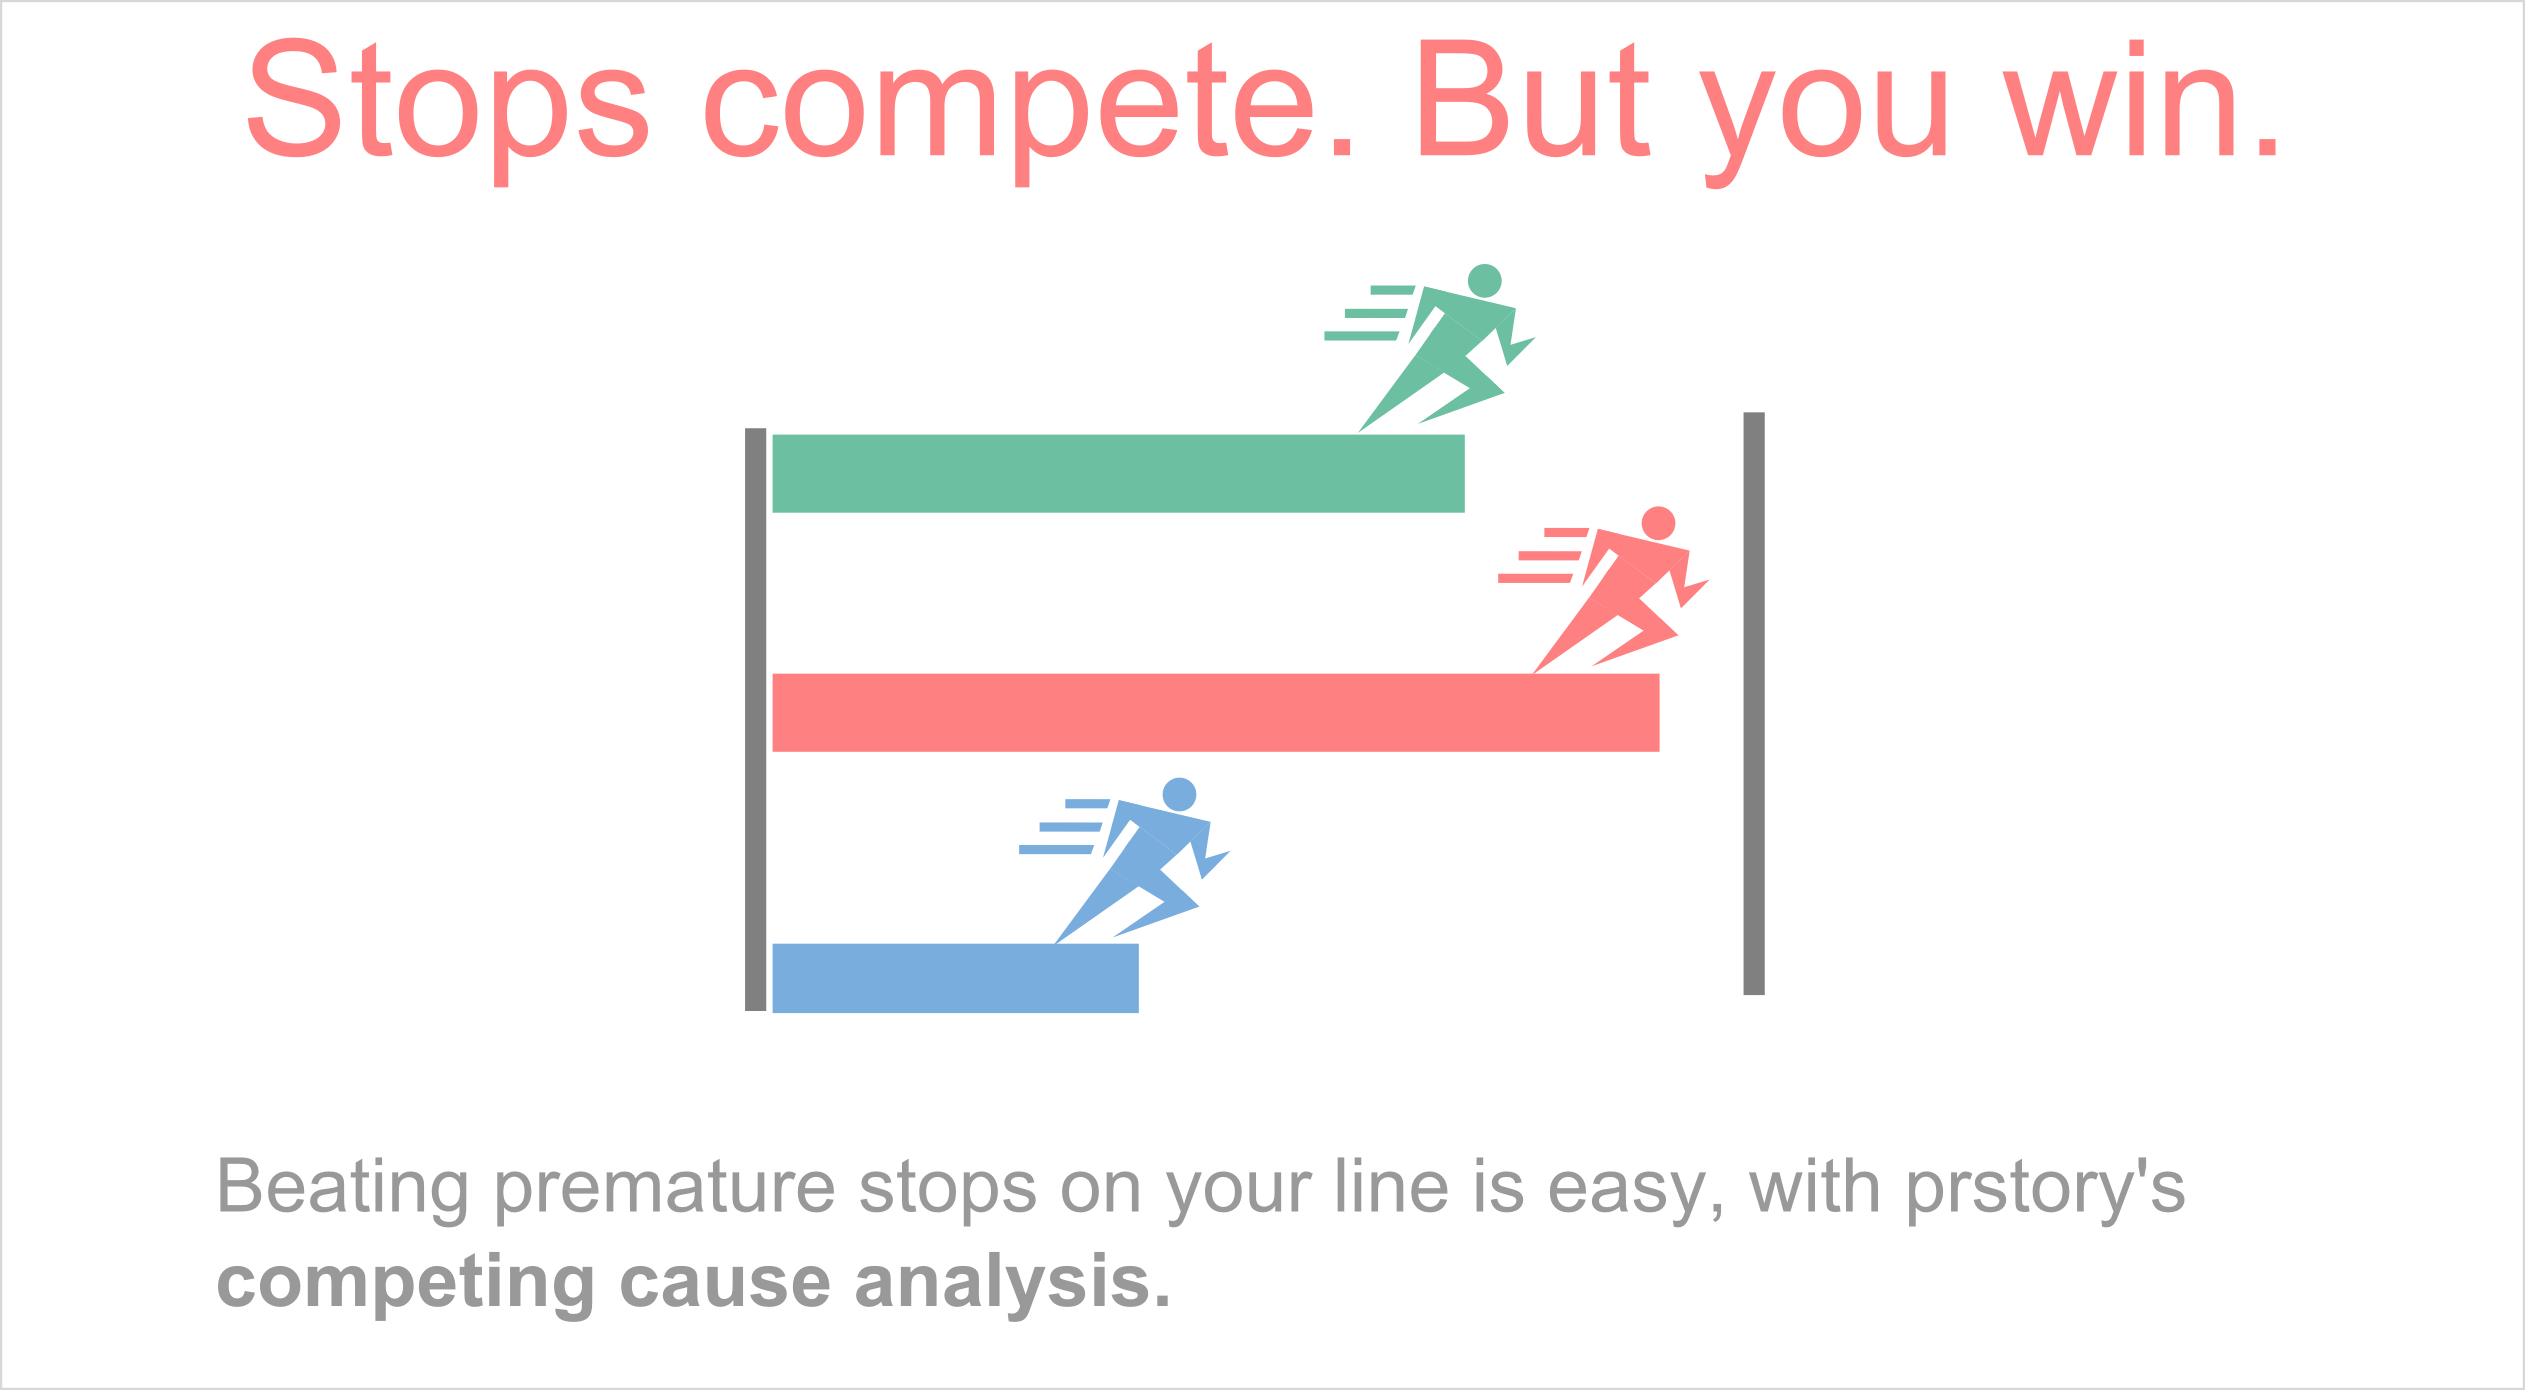 Stops compete. But you win.
Beating premature stops on your line is easy, with prstory's
competing cause analysis.